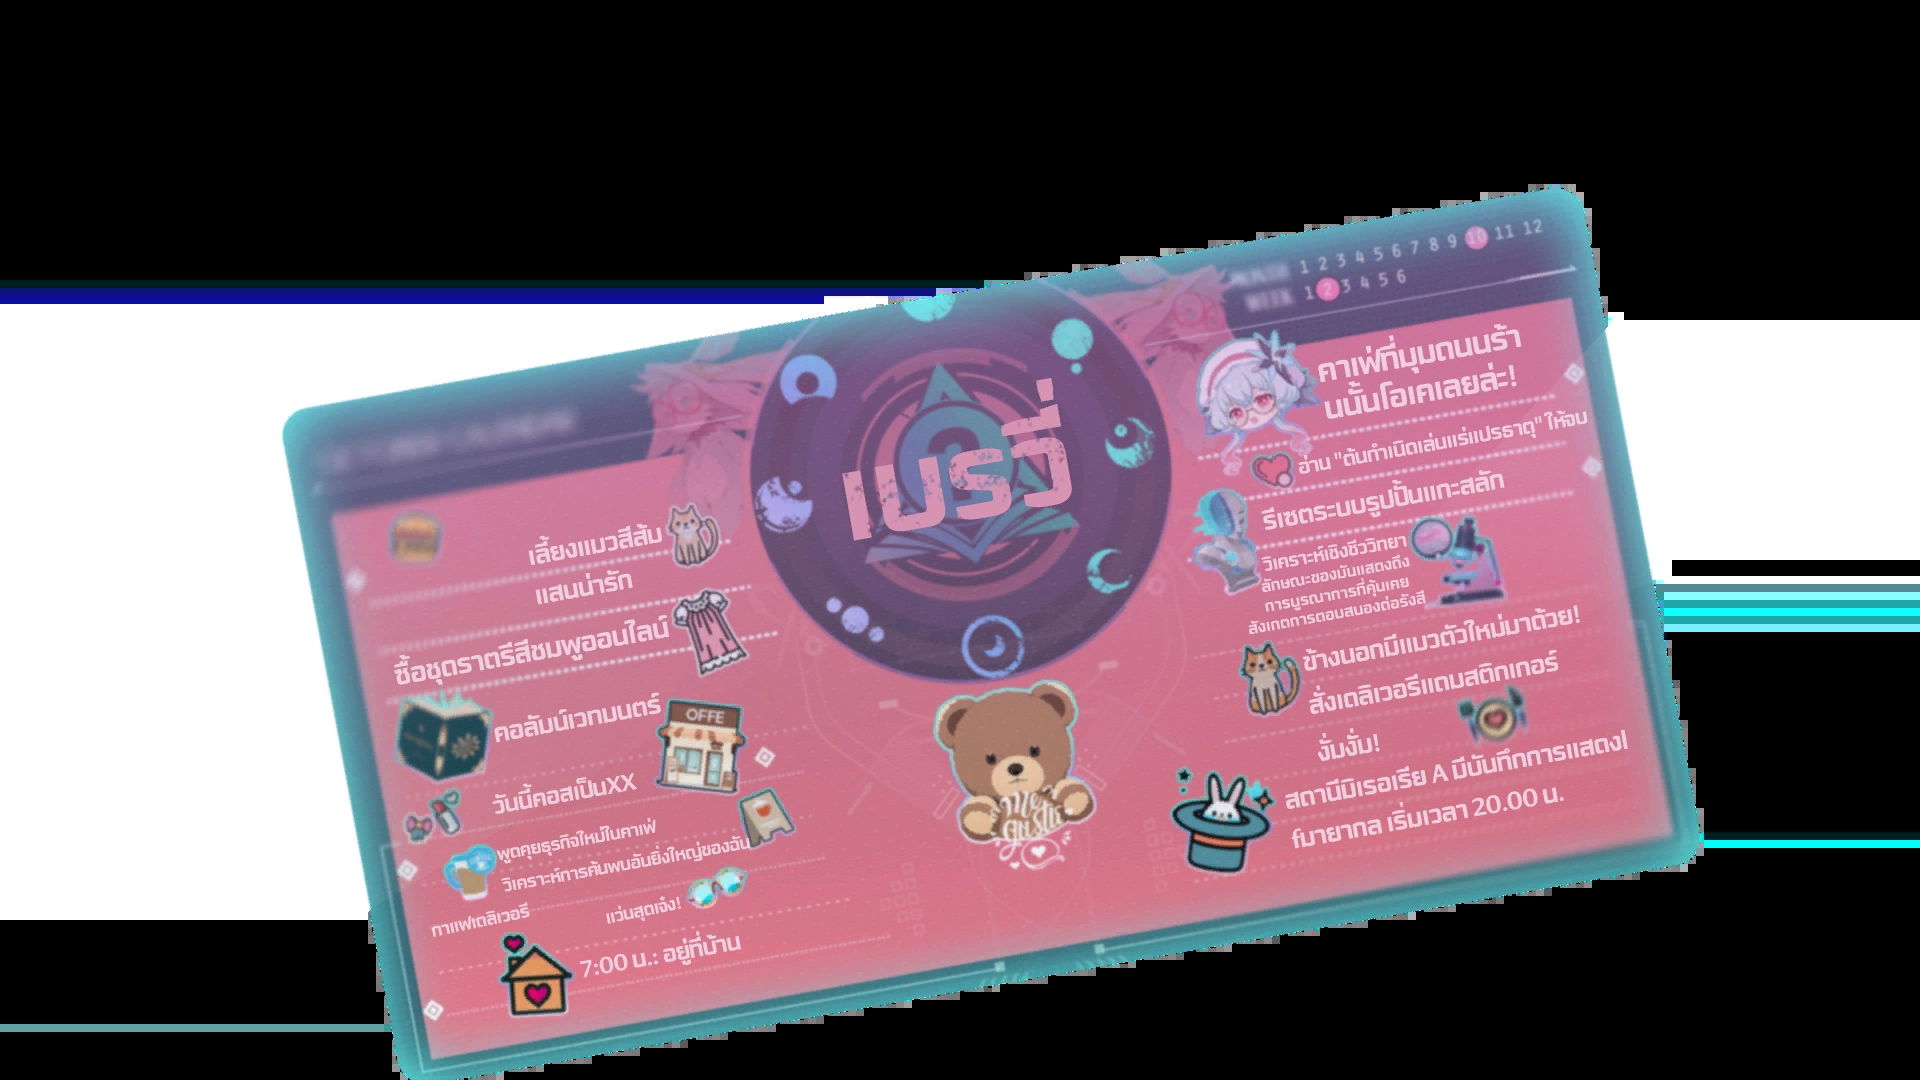 เบรวี่
เลี้ยงแมวสีส้ม
แสนน่ารัก
ซื้อชุดราตรีสีชมพูออนไลน์
คอลัมน์เวทมนตร์
OFFE
วันนี้คอสเป็นXX
พูดคุยธุรกิจใหม่ในคาเฟ่
วิเคราะห์การค้นพบอันยิ่งใหญ่ของฉัน
กาแฟเดลิเวอรี
แว่นสุดเจ๋ง!
7:00 น.: อยู่ที่บ้าน
Me gusta
1 2 3 4 5 6 7 8 9 10 11 12
1 2 3 4 5 6
คาเฟ่ที่มุมถนนร้า
นนั้นโอเคเลยล่ะ!
อ่าน "ต้นกำเนิดเล่นแร่แปรธาตุ" ให้จบ
รีเซตระบบรูปปั้นแกะสลัก
วิเคราะห์เชิงชีววิทยา
ลักษณะของมันแสดงถึง
การบูรณาการที่คุ้นเคย
สังเกตการตอบสนองต่อรังสี
ข้างนอกมีแมวตัวใหม่มาด้วย!
สั่งเดลิเวอรีแถมสติกเกอร์
งั่มงั่ม!
สถานีมิเรอเรีย A มีบันทึกการแสดงl
fมายากล เริ่มเวลา 20.00 น.